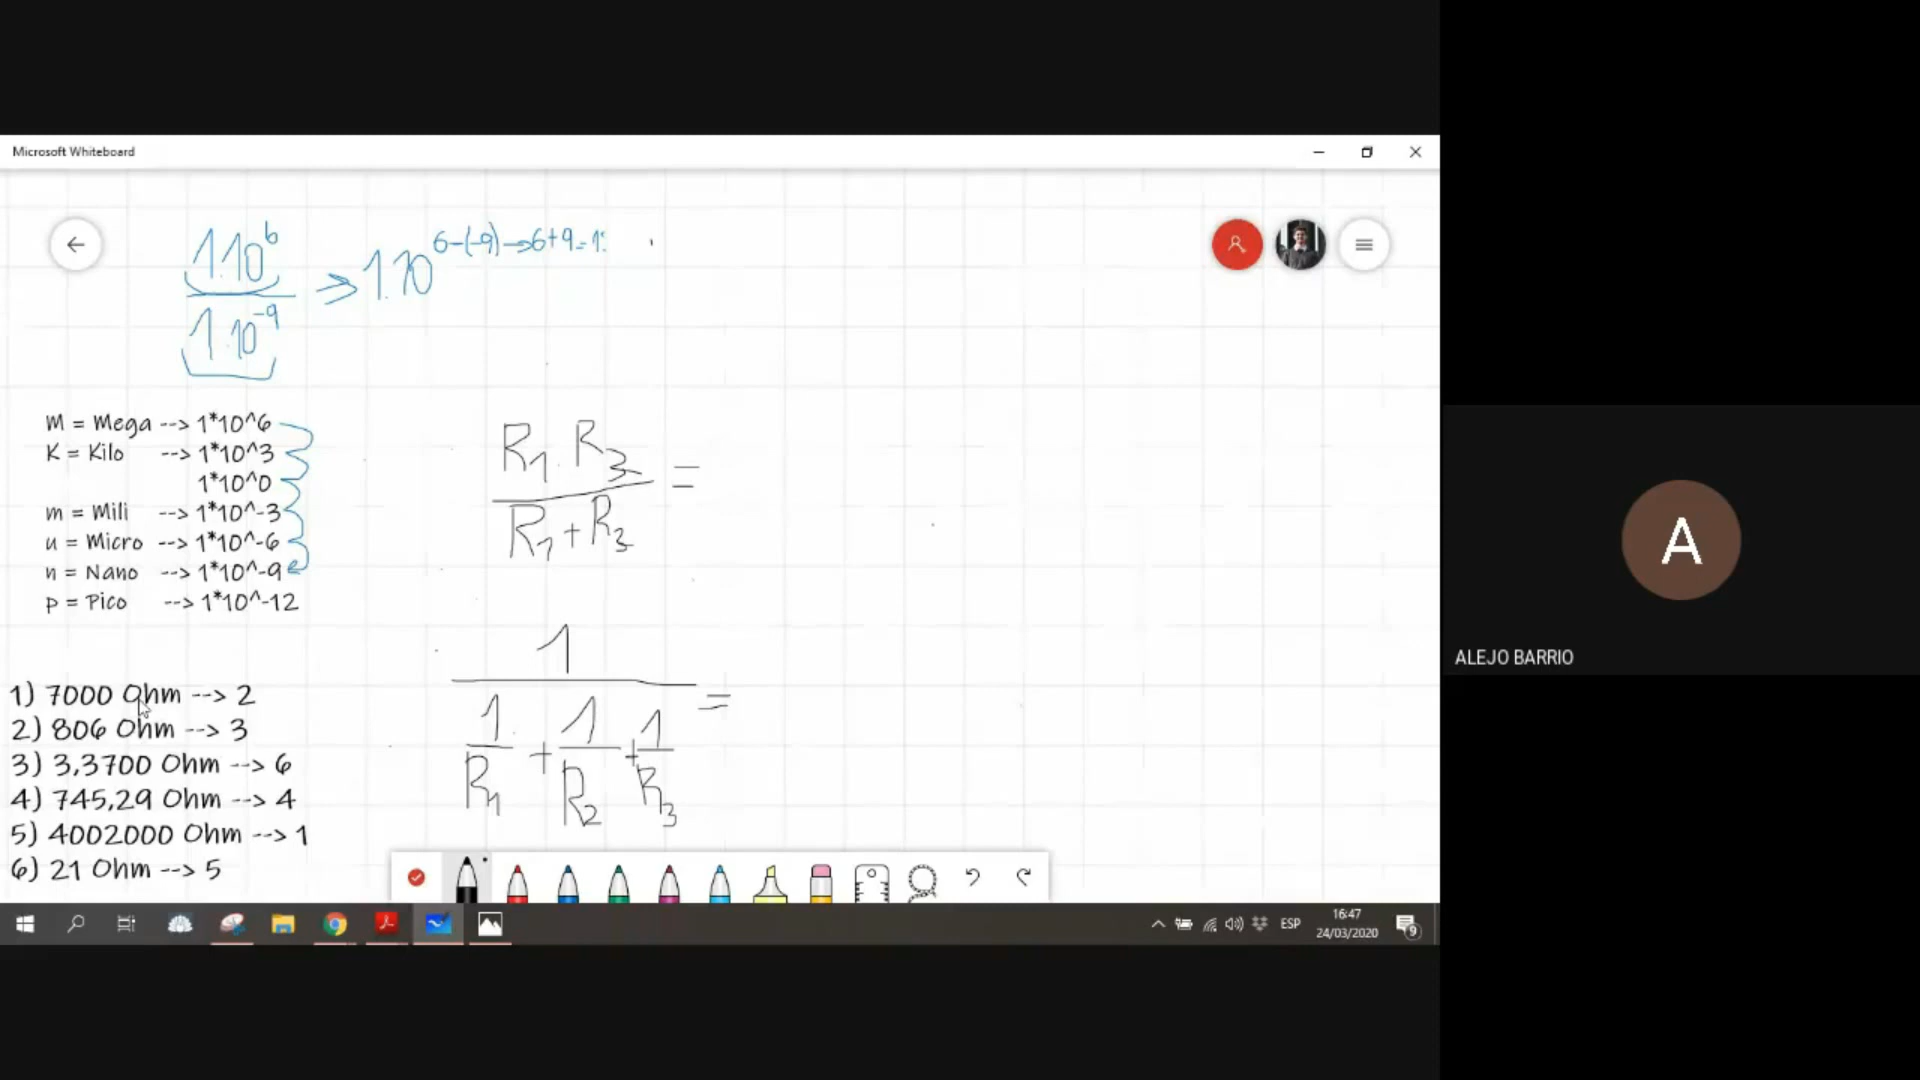 Microsoft Whiteboard
1.10^6
1.10^-9
⇒ 1.10^6-(-9)→6+9=1
M = Mega --> 1*10^6
K = Kilo --> 1*10^3
1*10^0
m = Mili --> 1*10^-3
u = Micro --> 1*10^-6
n = Nano --> 1*10^-9
p = Pico --> 1*10^-12
R1 . R3 =
R1 + R3
1 =
1 + 1 + 1
R1 R2 R3
1) 7000 Ohm --> 2
2) 806 Ohm --> 3
3) 3,3700 Ohm --> 6
4) 745,29 Ohm --> 4
5) 4002000 Ohm --> 1
6) 21 Ohm --> 5
A
ALEJO BARRIO
ESP
16:47
24/03/2020
9